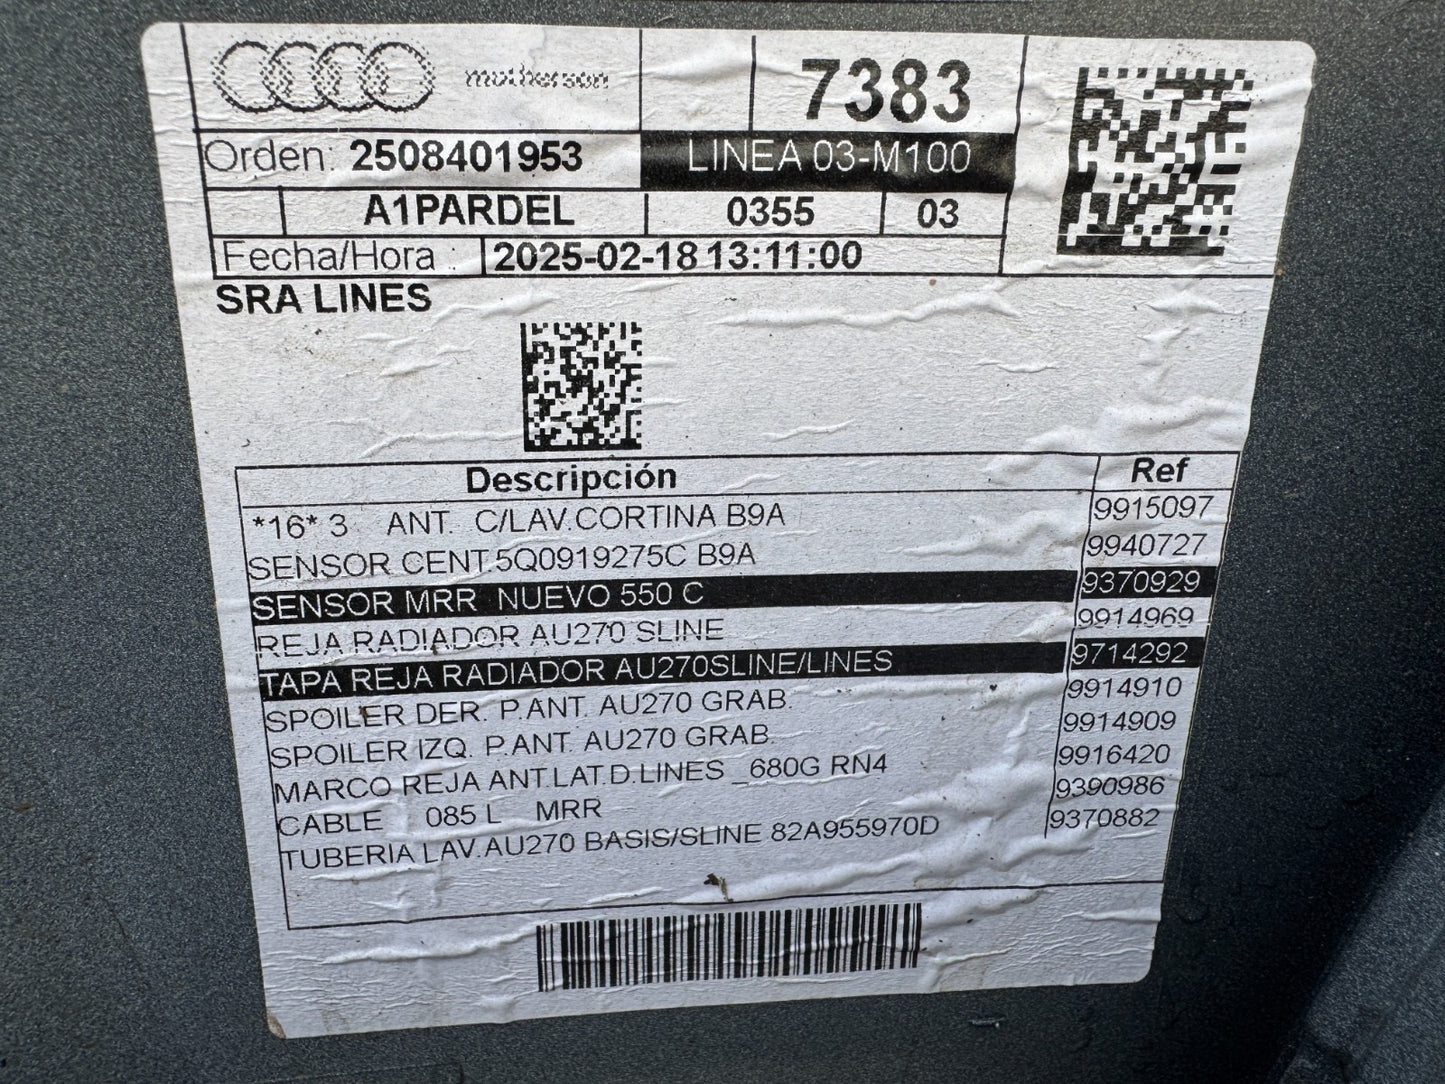 motherson
7383
Orden: 2508401953
LINEA 03-M100
A1PARDEL 0355 03
Fecha/Hora : 2025-02-18 13:11:00
SRA LINES
Descripción Ref
*16* 3 ANT. C/LAV.CORTINA B9A 9915097
SENSOR CENT.5Q0919275C B9A 9940727
SENSOR MRR NUEVO 550 C 9370929
REJA RADIADOR AU270 SLINE 9914969
TAPA REJA RADIADOR AU270SLINE/LINES 9714292
SPOILER DER. P.ANT. AU270 GRAB. 9914910
SPOILER IZQ. P.ANT. AU270 GRAB. 9914909
MARCO REJA ANT.LAT.D.LINES _680G RN4 9916420
CABLE 085 L MRR 9390986
TUBERIA LAV.AU270 BASIS/SLINE 82A955970D 9370882